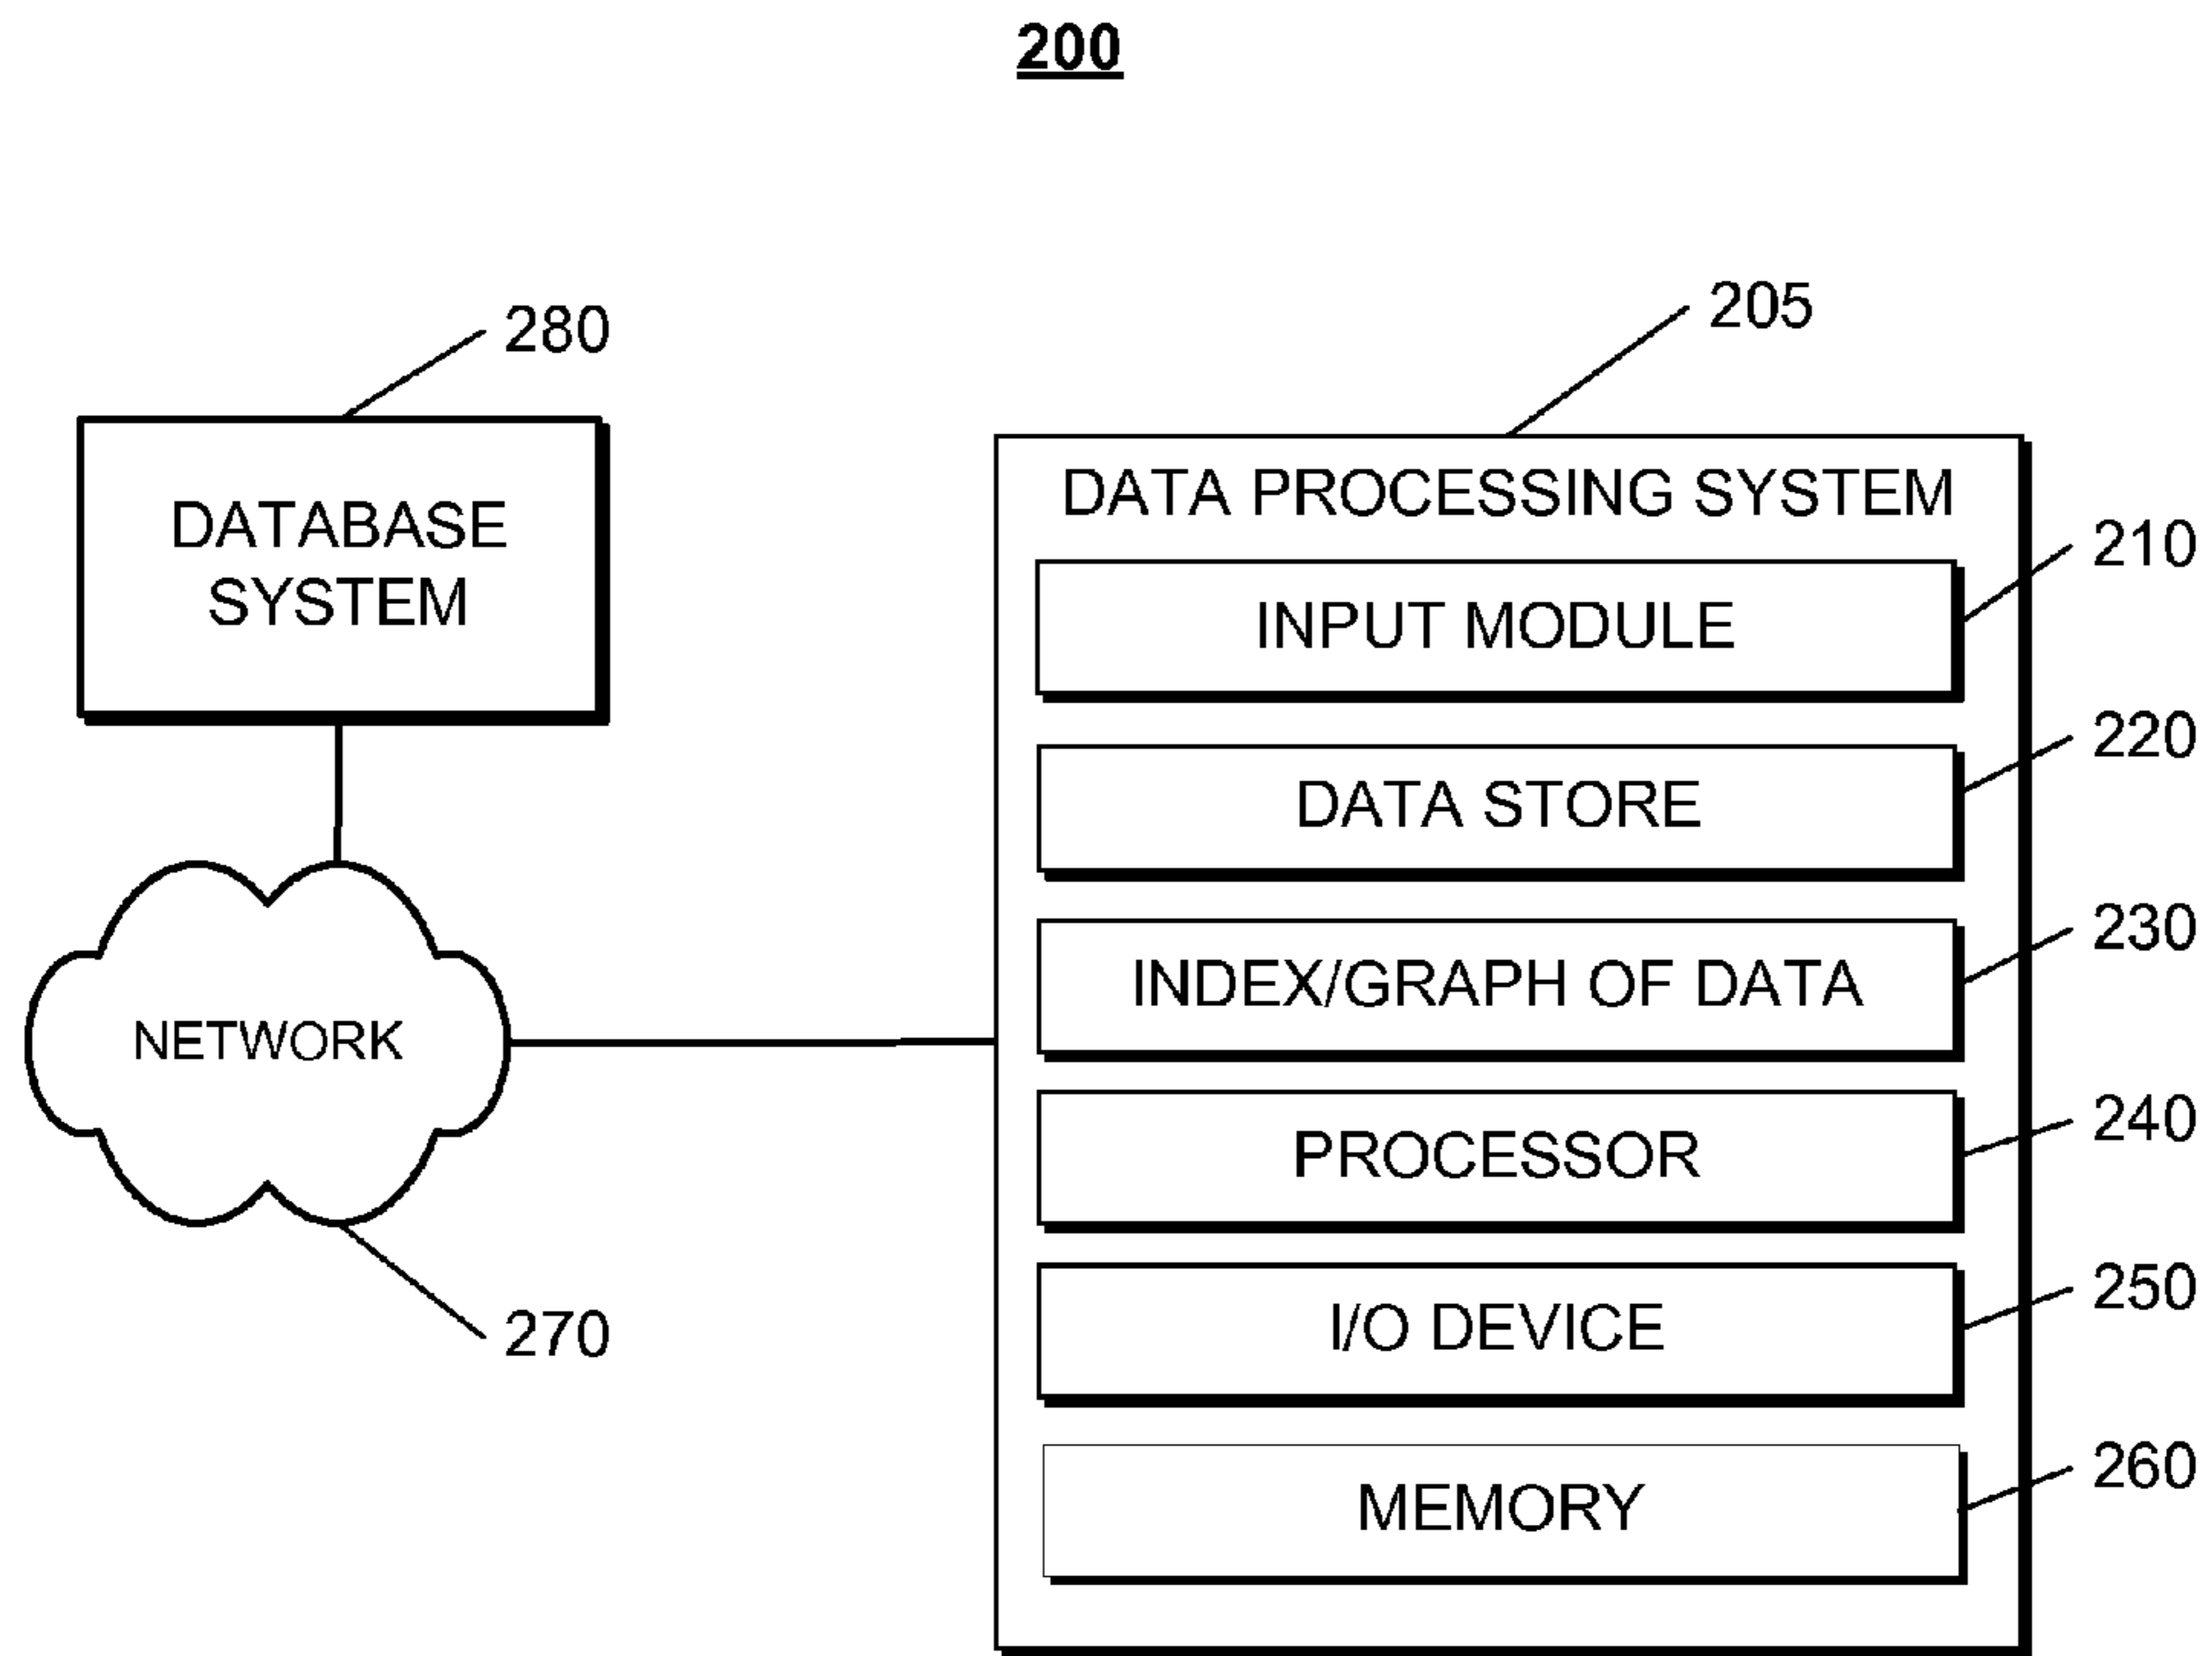 200
280
205
DATABASE
SYSTEM
DATA PROCESSING SYSTEM
210
INPUT MODULE
220
DATA STORE
230
INDEX/GRAPH OF DATA
NETWORK
240
PROCESSOR
250
I/O DEVICE
270
260
MEMORY